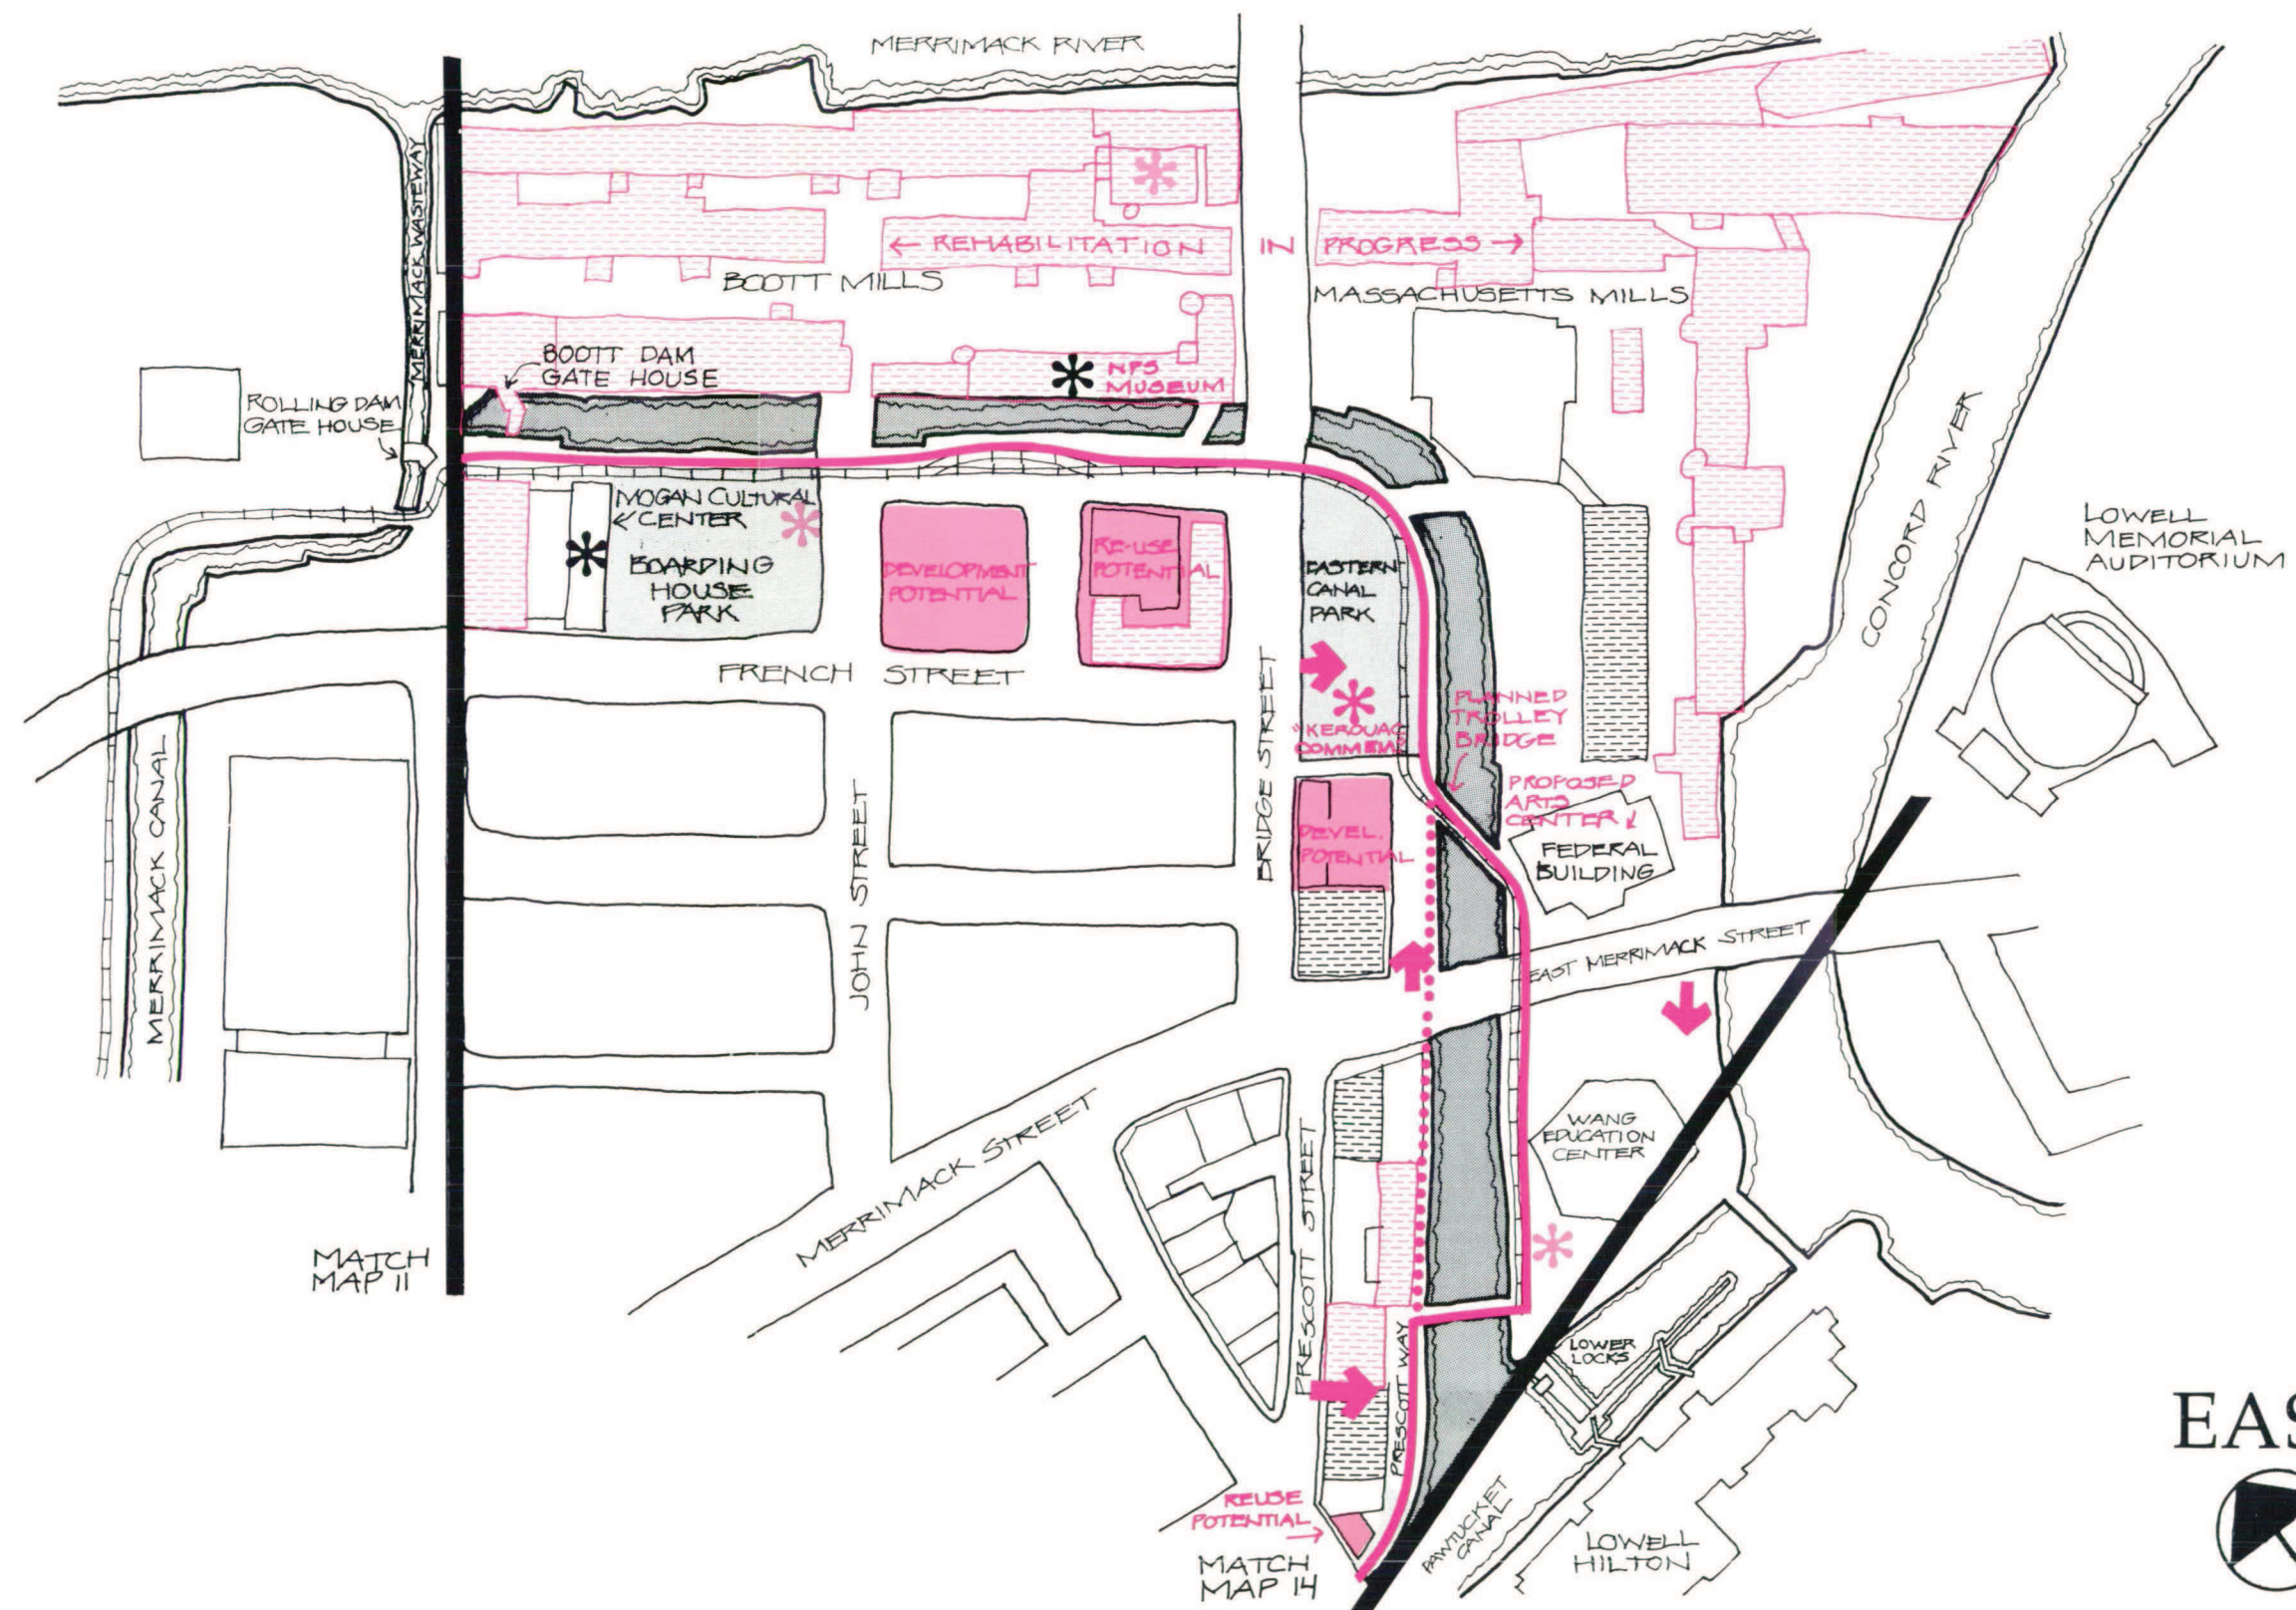 MERRIMACK RIVER
MERRIMACK WASTEWAY
← REHABILITATION IN PROGRESS →
BOOTT MILLS
MASSACHUSETTS MILLS
BOOTT DAM
GATE HOUSE
NPS
MUSEUM
ROLLING DAM
GATE HOUSE
CONCORD RIVER
MOGAN CULTURAL
CENTER
BOARDING
HOUSE
PARK
DEVELOPMENT
POTENTIAL
RE-USE
POTENTIAL
EASTERN
CANAL
PARK
LOWELL
MEMORIAL
AUDITORIUM
FRENCH STREET
BRIDGE STREET
"KEROUAC
PLANNED
TROLLEY
BRIDGE
PROPOSED
ARTS
CENTER
FEDERAL
BUILDING
DEVEL.
POTENTIAL
MERRIMACK CANAL
JOHN STREET
EAST MERRIMACK STREET
WANG
EDUCATION
CENTER
MERRIMACK STREET
PRESCOTT STREET
MATCH
MAP 11
PRESCOTT WAY
LOWER
LOCKS
EAS
REUSE
POTENTIAL
MATCH
MAP 14
PAWTUCKET
CANAL
LOWELL
HILTON